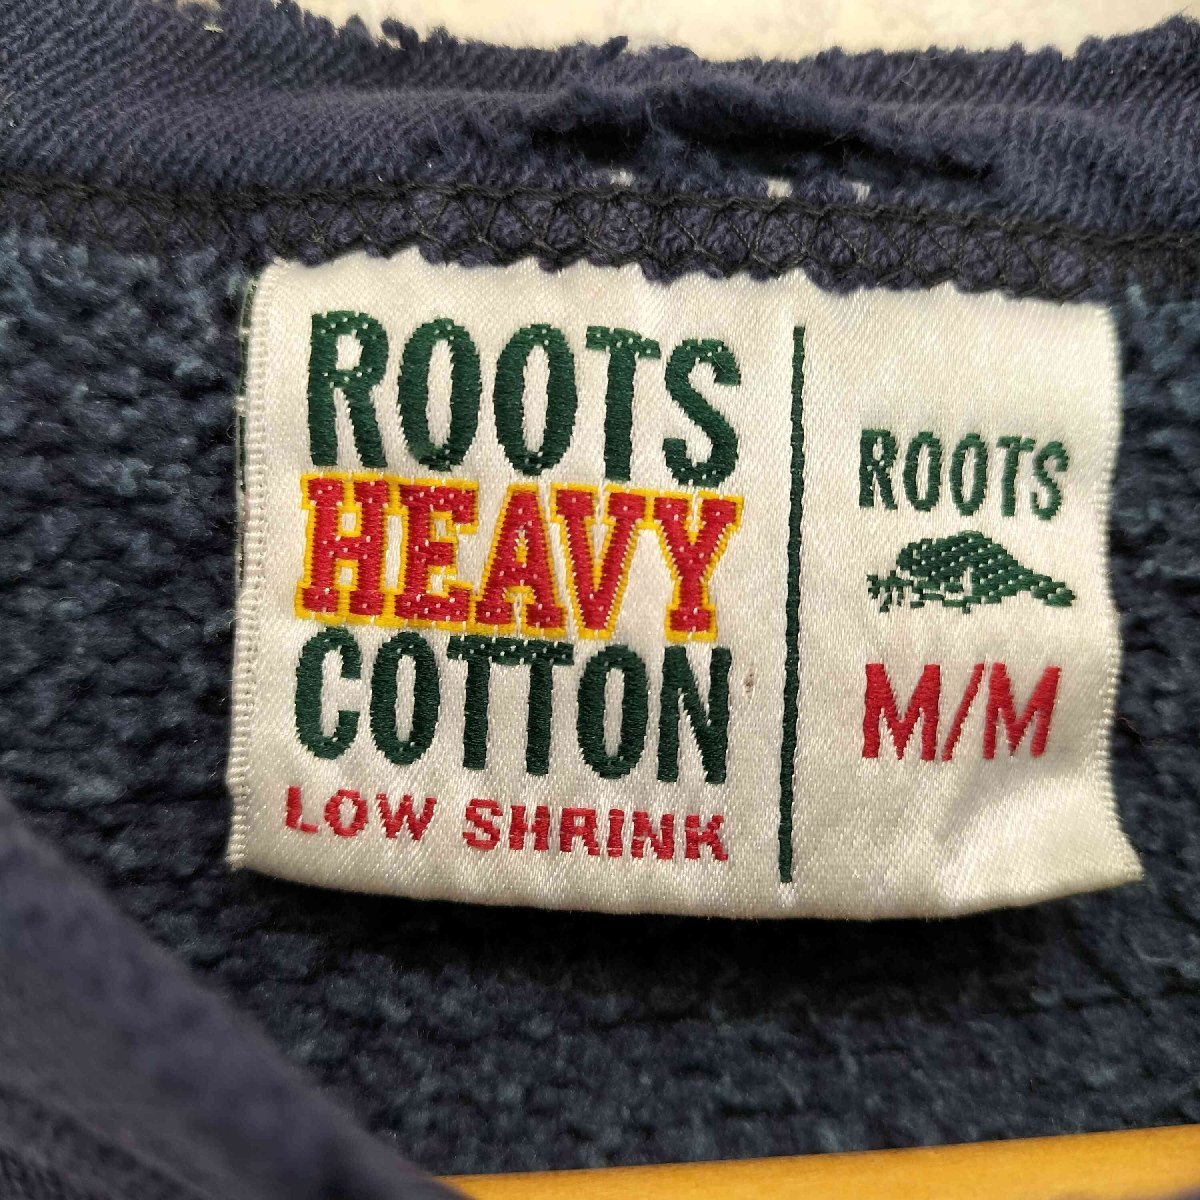 ROOTS
HEAVY
COTTON
LOW SHRINK
ROOTS
M/M